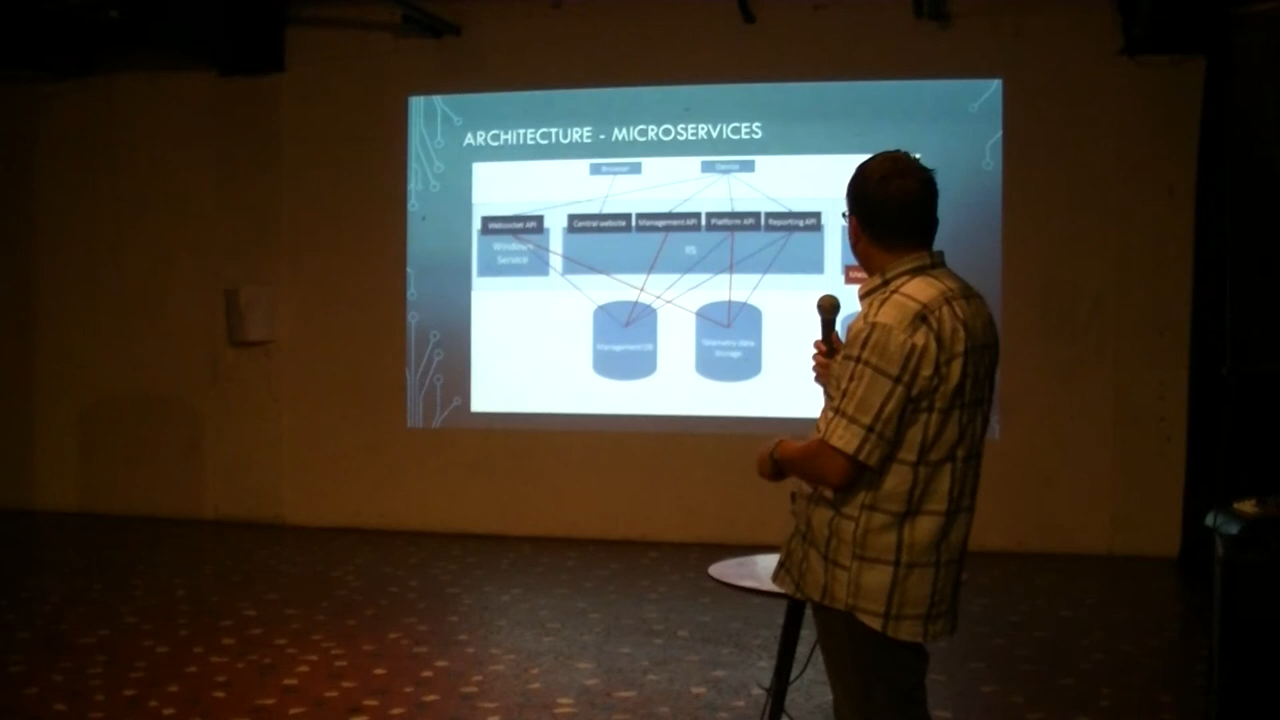 ARCHITECTURE - MICROSERVICES
Browser
Device
Websocket API
Central website
Management API
Platform API
Reporting API
Windows
Service
IIS
Management DB
Telemetry data
storage